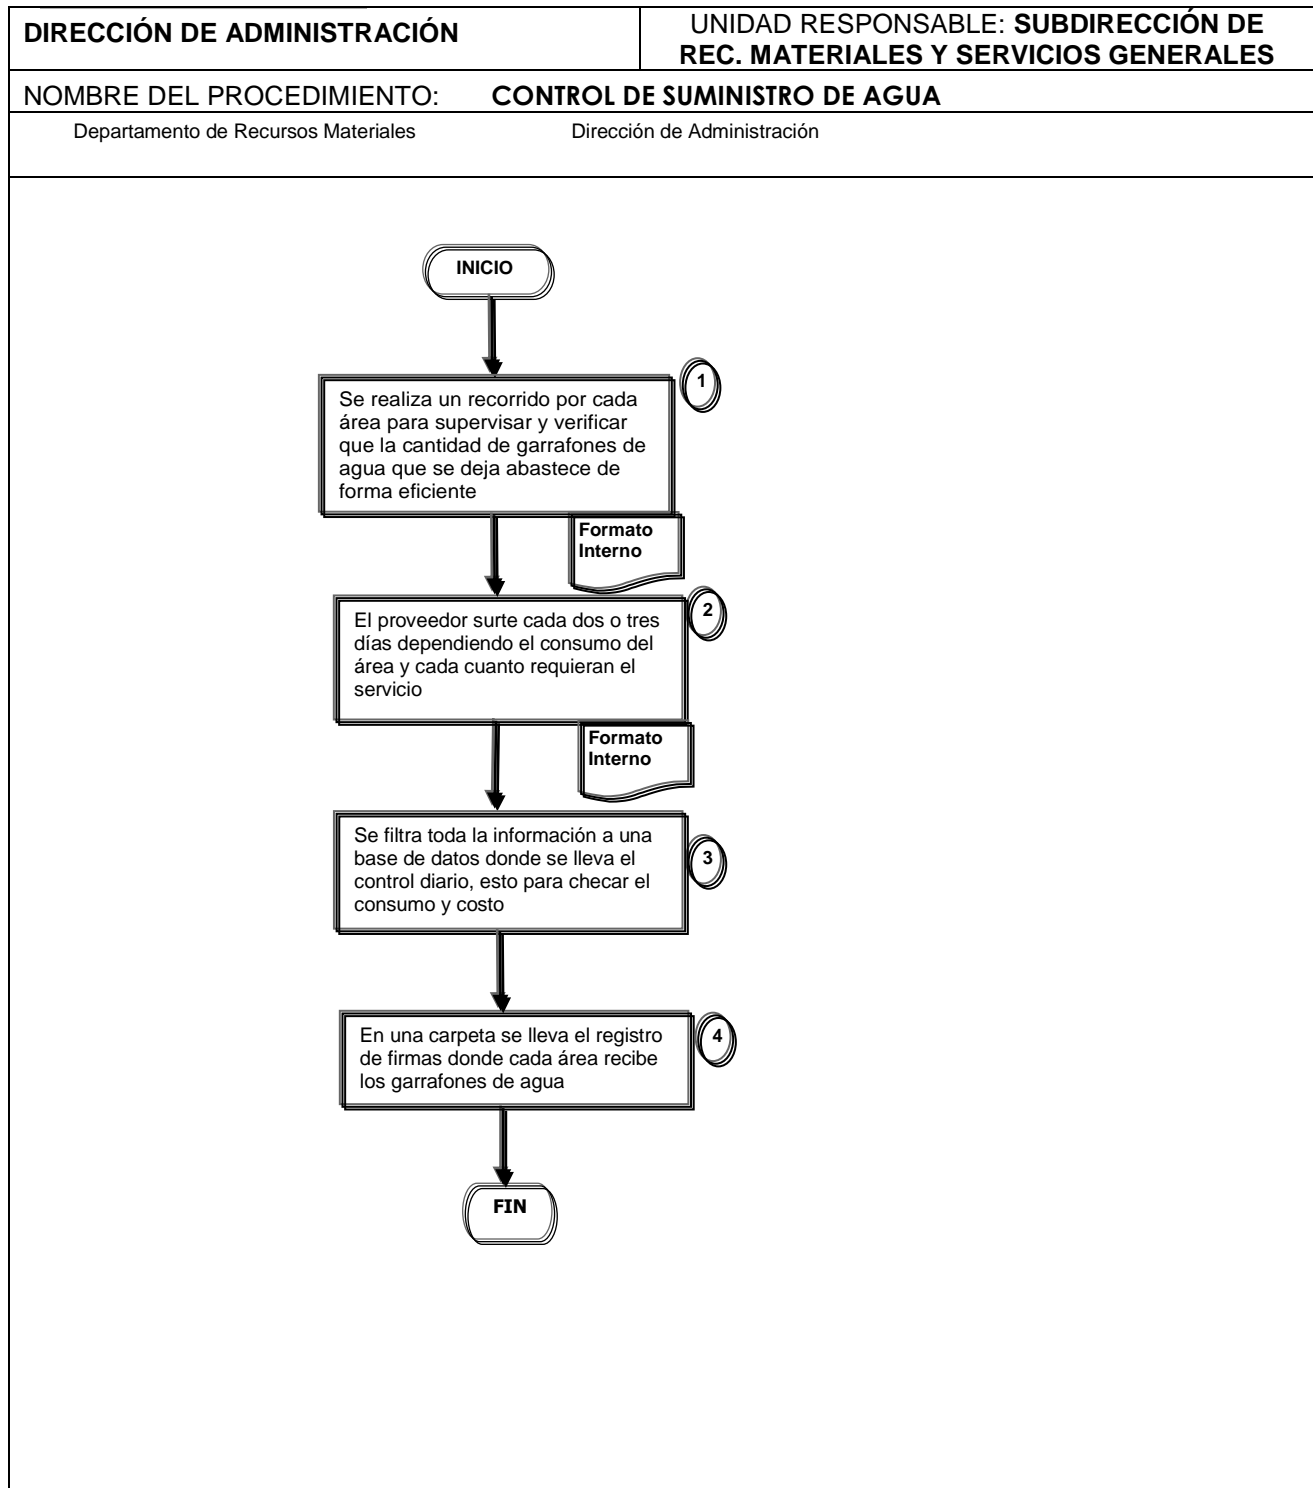 DIRECCIÓN DE ADMINISTRACIÓN
UNIDAD RESPONSABLE: SUBDIRECCIÓN DE
REC. MATERIALES Y SERVICIOS GENERALES
NOMBRE DEL PROCEDIMIENTO: CONTROL DE SUMINISTRO DE AGUA
Departamento de Recursos Materiales Dirección de Administración
INICIO
1
Se realiza un recorrido por cada
área para supervisar y verificar
que la cantidad de garrafones de
agua que se deja abastece de
forma eficiente
Formato
Interno
2
El proveedor surte cada dos o tres
días dependiendo el consumo del
área y cada cuanto requieran el
servicio
Formato
Interno
3
Se filtra toda la información a una
base de datos donde se lleva el
control diario, esto para checar el
consumo y costo
4
En una carpeta se lleva el registro
de firmas donde cada área recibe
los garrafones de agua
FIN